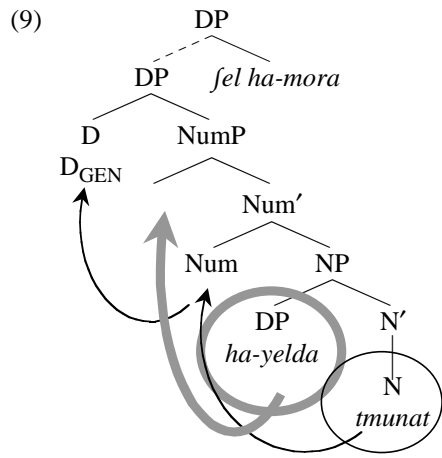 (9) DP
DP ʃel ha-mora
D NumP
D_GEN
Num′
Num NP
DP N′
ha-yelda
N
tmunat